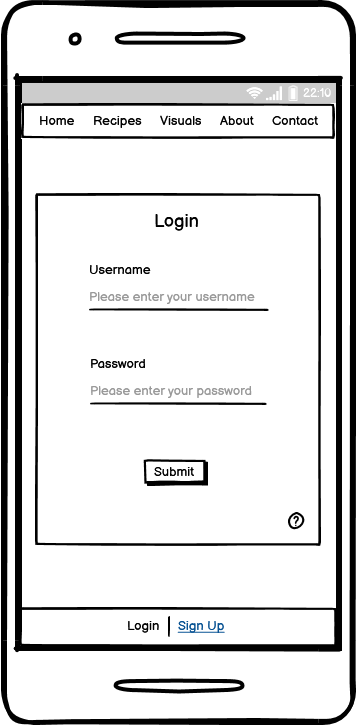 22:10
Home Recipes Visuals About Contact
Login
Username
Please enter your username
Password
Please enter your password
Submit
?
Login Sign Up